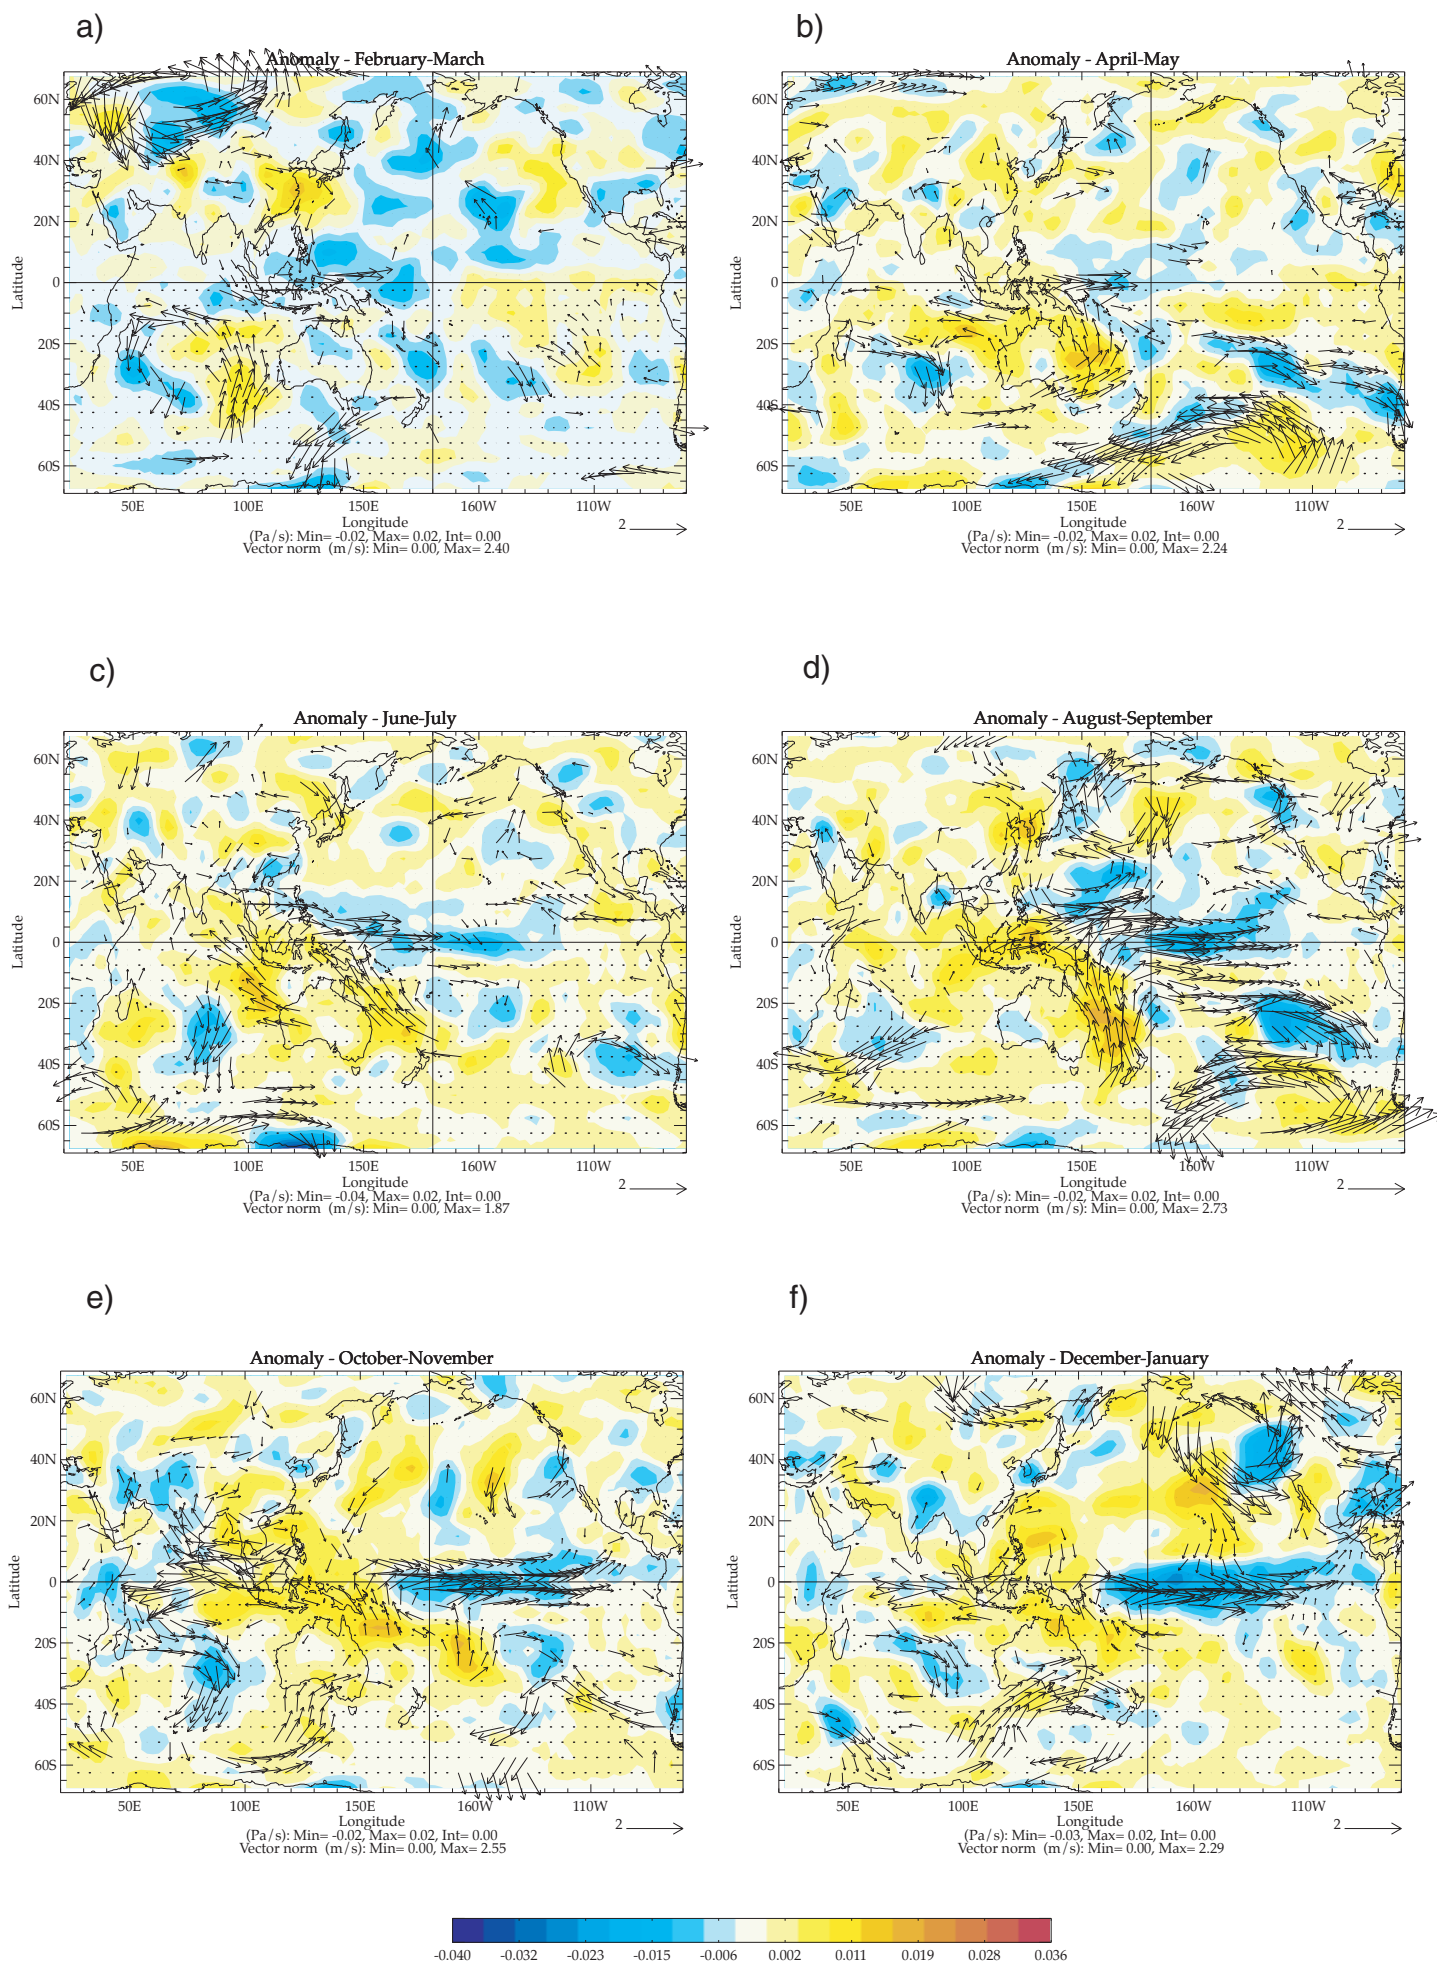 a)
Anomaly - February-March
60N
40N
20N
0
20S
40S
60S
Latitude
50E 100E 150E 160W 110W
Longitude
(Pa/s): Min= -0.02, Max= 0.02, Int= 0.00
Vector norm (m/s): Min= 0.00, Max= 2.40
2
b)
Anomaly - April-May
60N
40N
20N
0
20S
40S
60S
Latitude
50E 100E 150E 160W 110W
Longitude
(Pa/s): Min= -0.02, Max= 0.02, Int= 0.00
Vector norm (m/s): Min= 0.00, Max= 2.24
2
c)
Anomaly - June-July
60N
40N
20N
0
20S
40S
60S
Latitude
50E 100E 150E 160W 110W
Longitude
(Pa/s): Min= -0.04, Max= 0.02, Int= 0.00
Vector norm (m/s): Min= 0.00, Max= 1.87
2
d)
Anomaly - August-September
60N
40N
20N
0
20S
40S
60S
Latitude
50E 100E 150E 160W 110W
Longitude
(Pa/s): Min= -0.02, Max= 0.02, Int= 0.00
Vector norm (m/s): Min= 0.00, Max= 2.73
2
e)
Anomaly - October-November
60N
40N
20N
0
20S
40S
60S
Latitude
50E 100E 150E 160W 110W
Longitude
(Pa/s): Min= -0.02, Max= 0.02, Int= 0.00
Vector norm (m/s): Min= 0.00, Max= 2.55
2
f)
Anomaly - December-January
60N
40N
20N
0
20S
40S
60S
Latitude
50E 100E 150E 160W 110W
Longitude
(Pa/s): Min= -0.03, Max= 0.02, Int= 0.00
Vector norm (m/s): Min= 0.00, Max= 2.29
2
-0.040 -0.032 -0.023 -0.015 -0.006 0.002 0.011 0.019 0.028 0.036